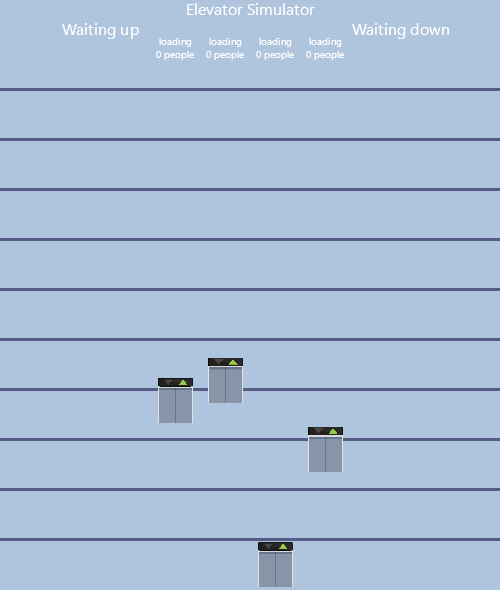 Elevator Simulator
Waiting up Waiting down
loading loading loading loading
0 people 0 people 0 people 0 people